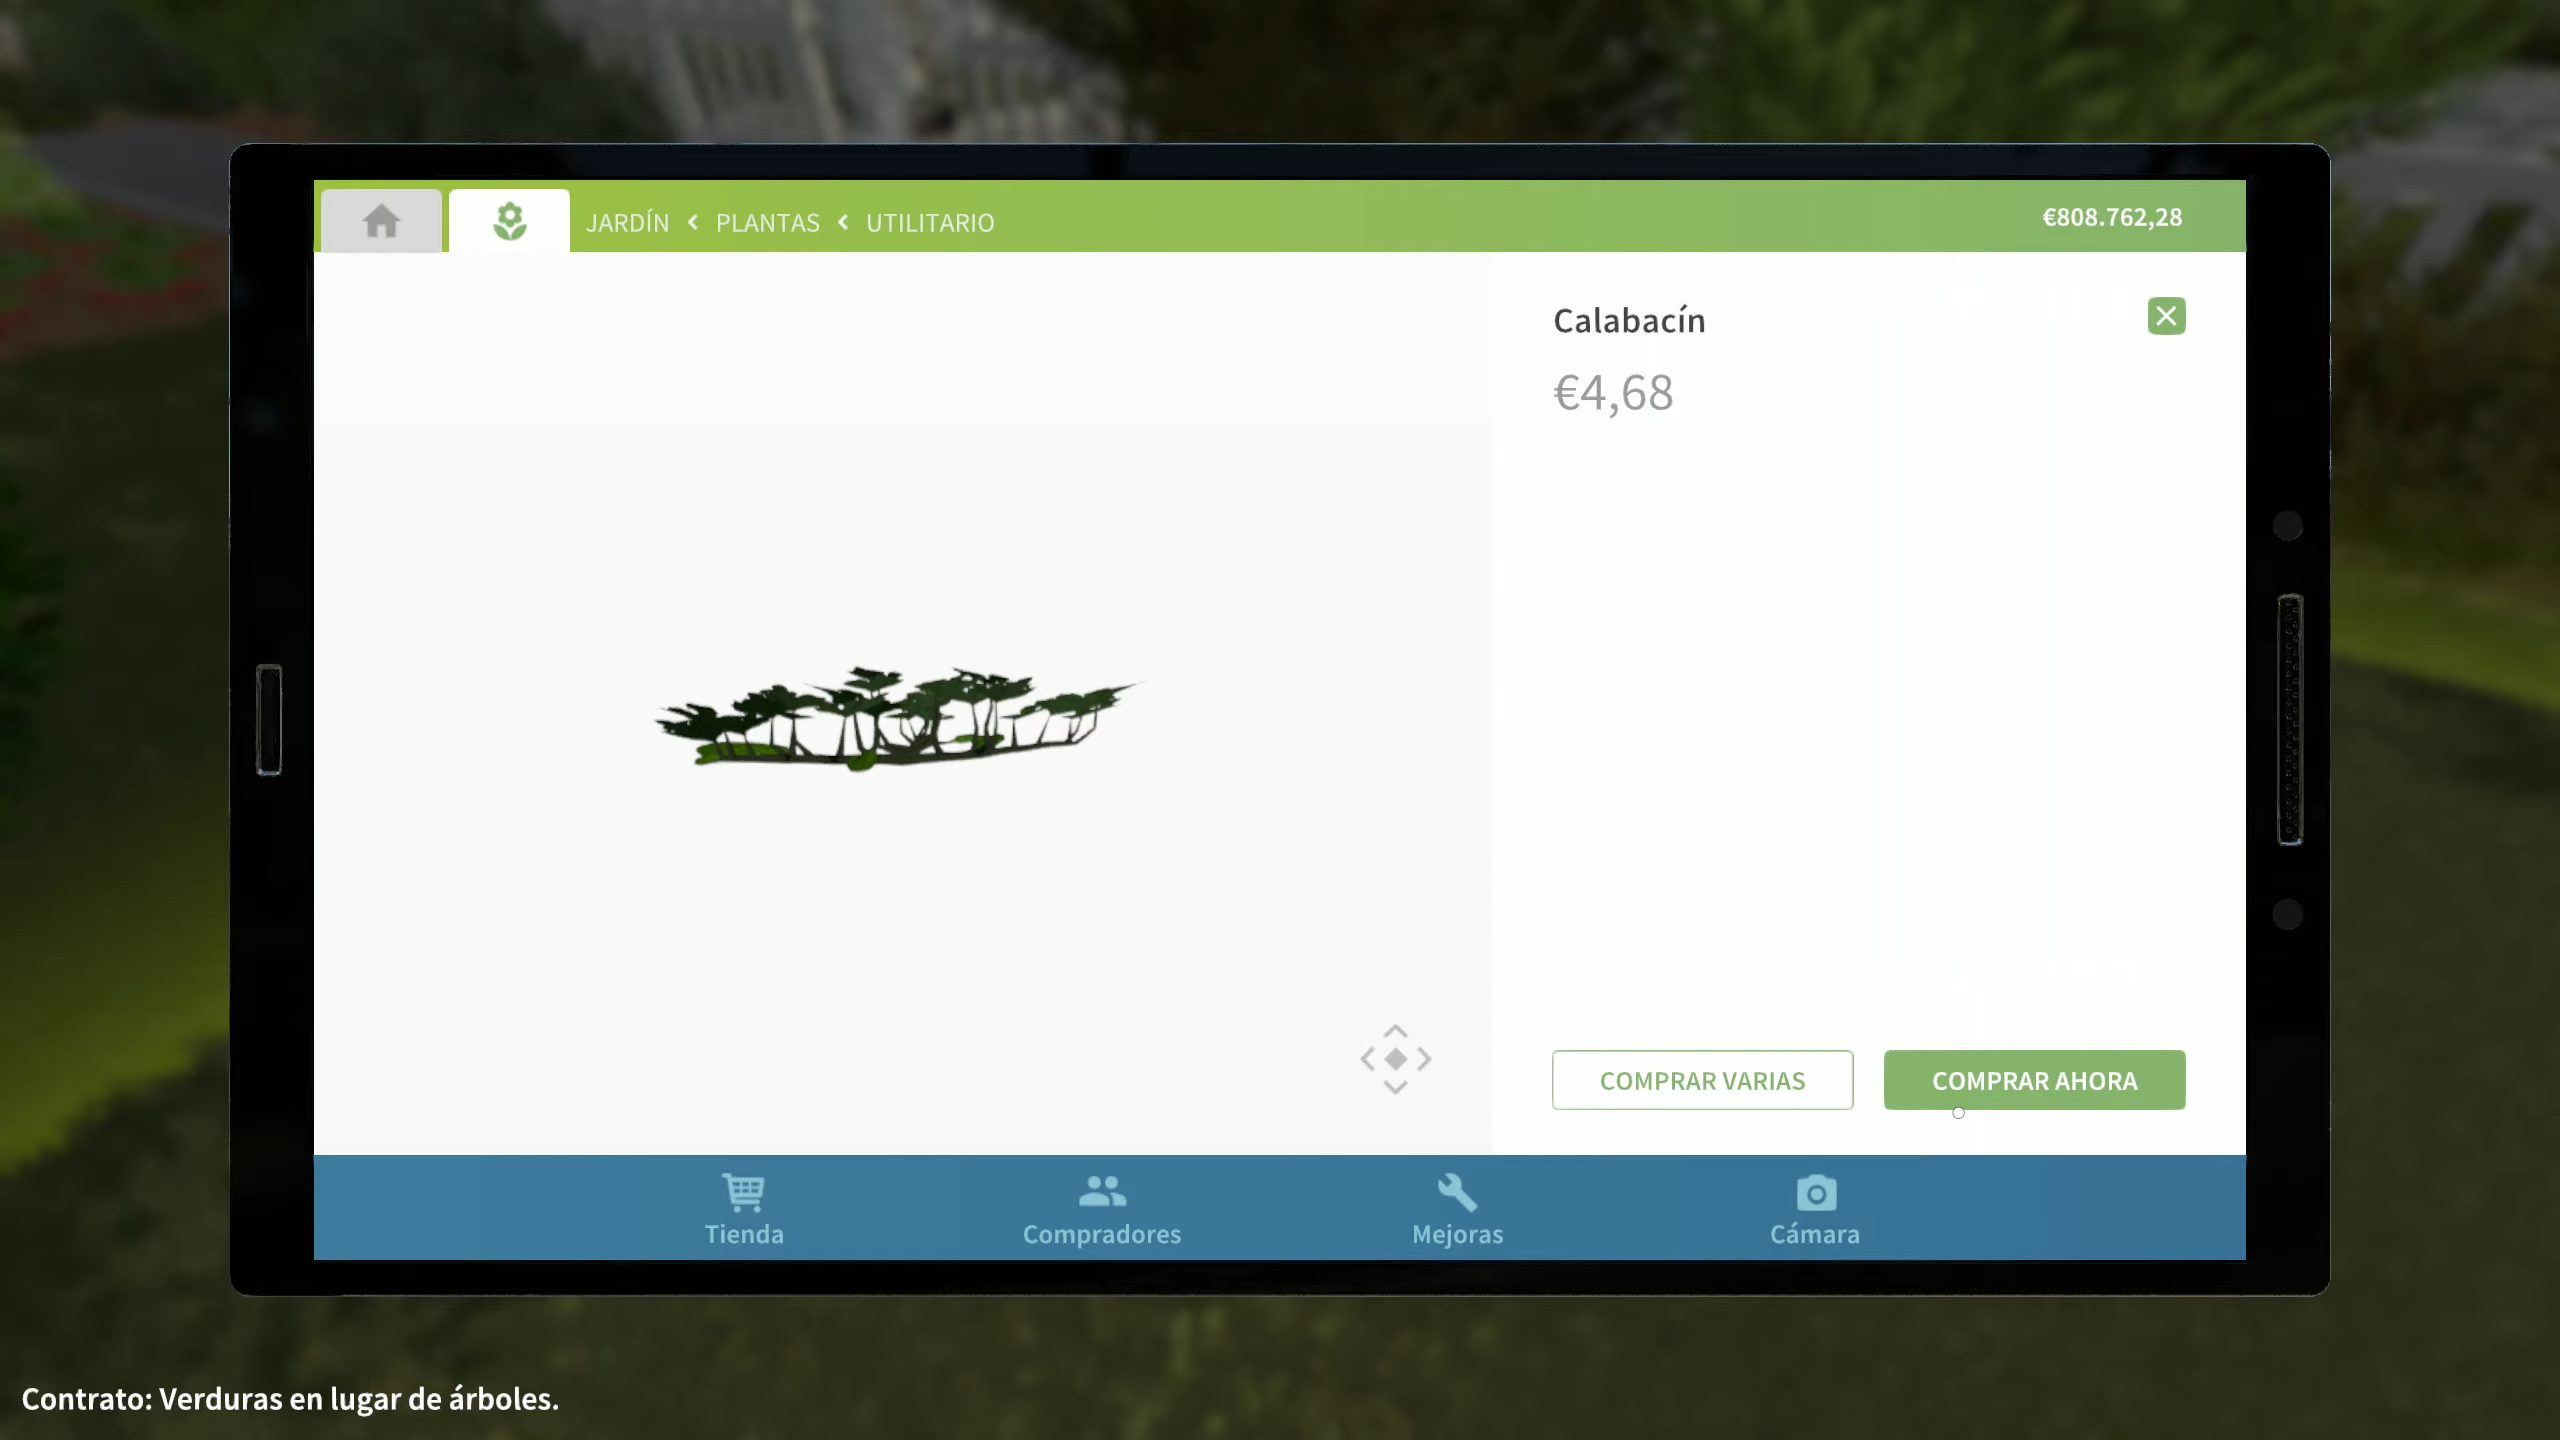 JARDÍN < PLANTAS < UTILITARIO
€808.762,28
Calabacín
€4,68
COMPRAR VARIAS
COMPRAR AHORA
Tienda
Compradores
Mejoras
Cámara
Contrato: Verduras en lugar de árboles.